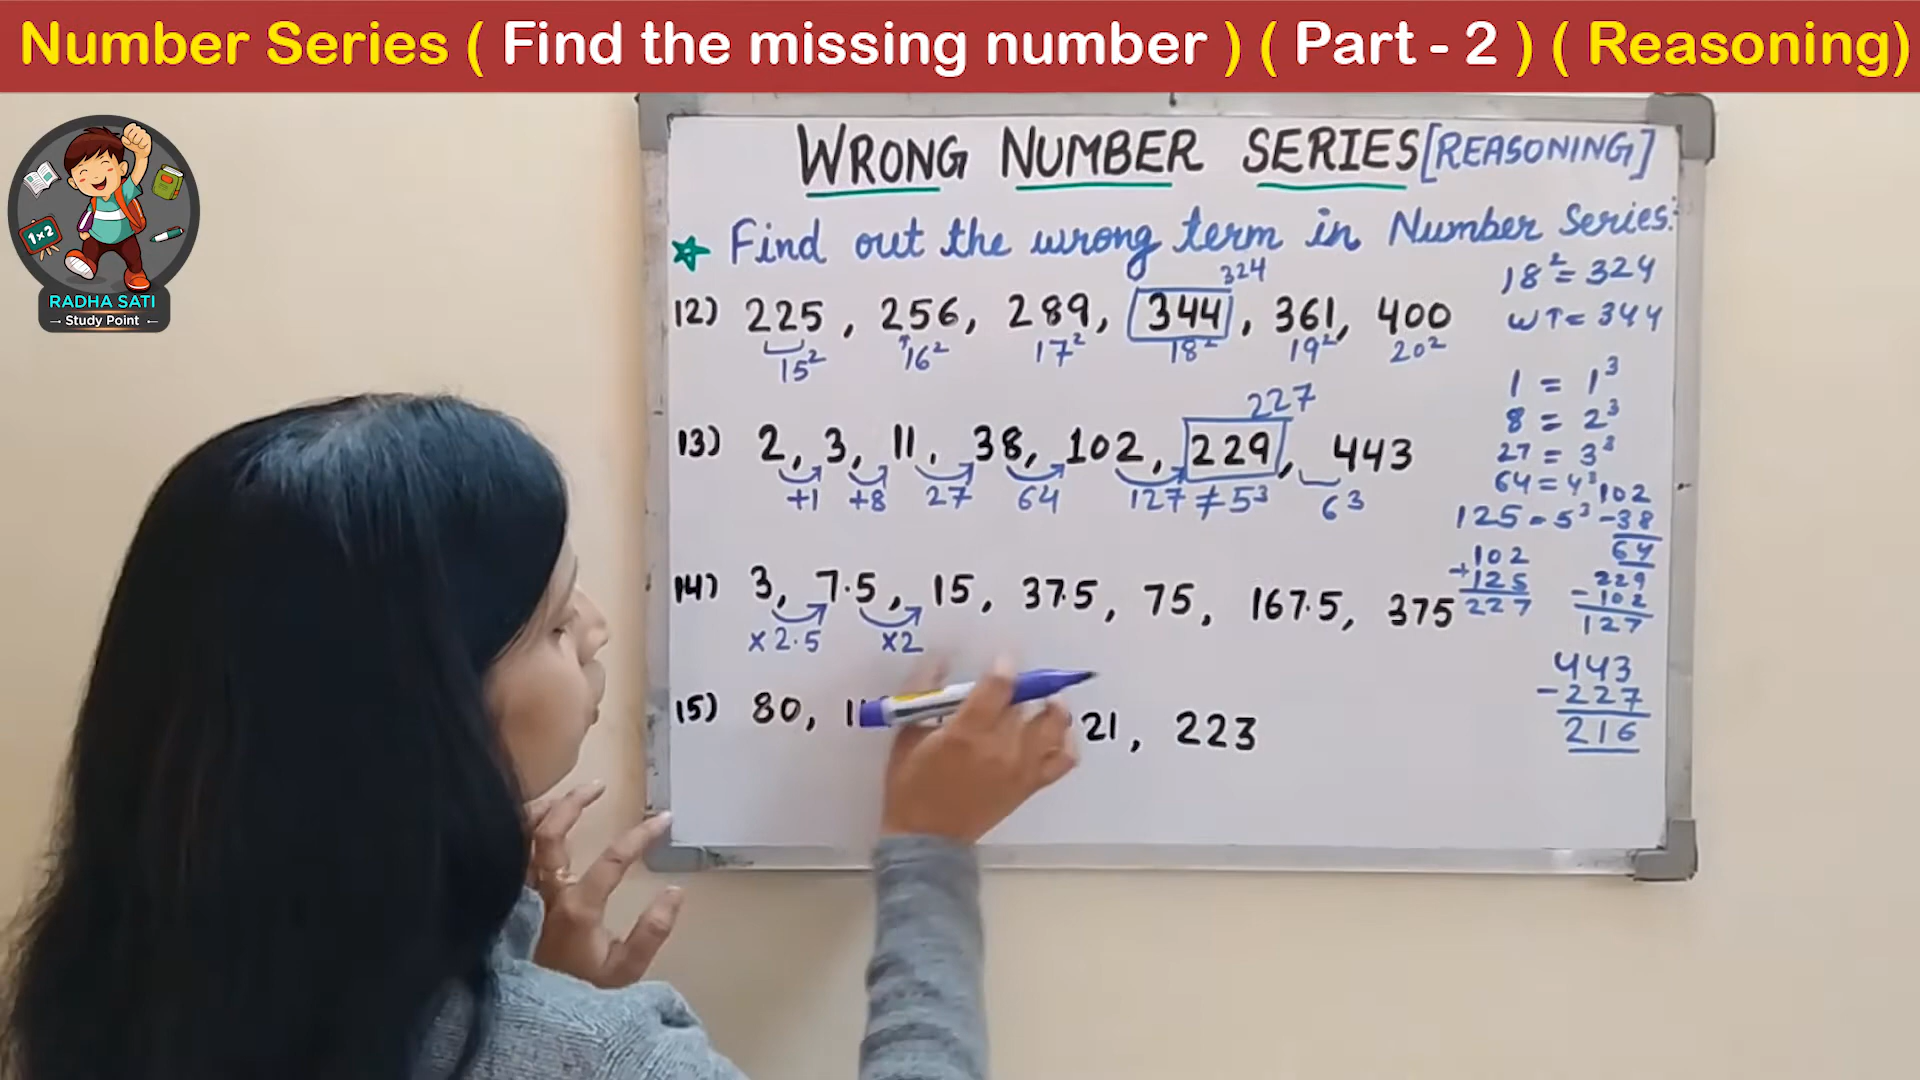 Number Series ( Find the missing number ) ( Part - 2 ) ( Reasoning)
1×2
RADHA SATI
Study Point
WRONG NUMBER SERIES [REASONING]
Find out the wrong term in Number Series:
324
12) 225, 256, 289, 344, 361, 400
15² 16² 17² 18² 19² 20²
18² = 324
WT = 344
227
13) 2, 3, 11, 38, 102, 229, 443
+1 +8 27 64 127 ≠ 5³ 6³
1 = 1³
8 = 2³
27 = 3³
64 = 4³
125 = 5³
102
-38
64
14) 3, 7.5, 15, 37.5, 75, 167.5, 375
×2.5 ×2
+102
125
227
229
-102
127
443
-227
216
15) 80, 21, 223